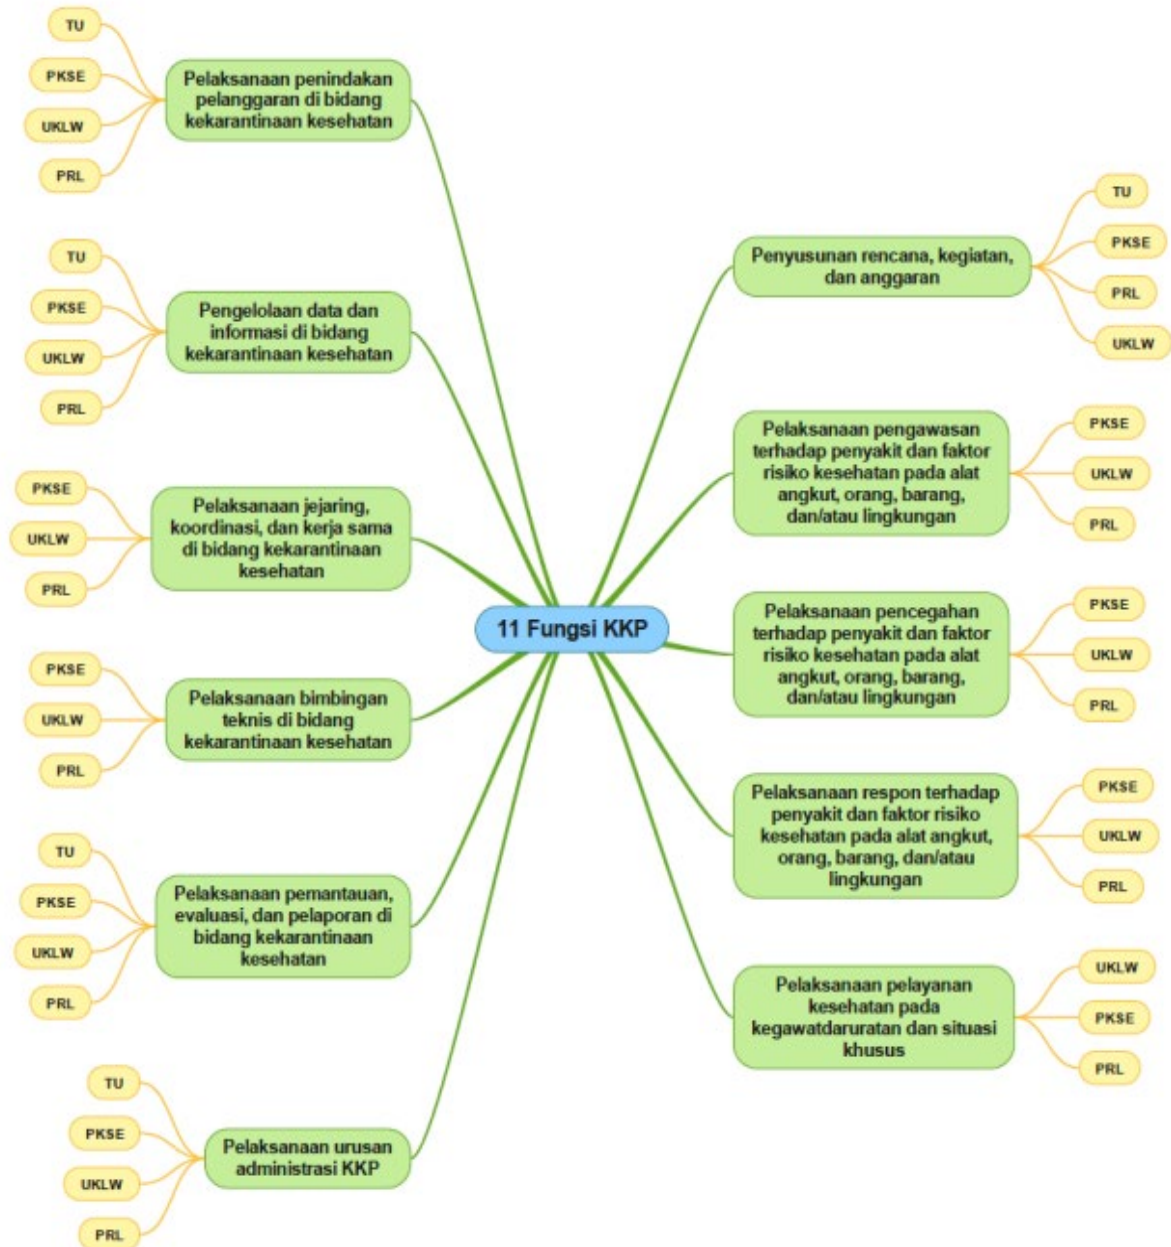 TU
PKSE
UKLW
PRL
Pelaksanaan penindakan
pelanggaran di bidang
kekarantinaan kesehatan
TU
PKSE
UKLW
PRL
Pengelolaan data dan
informasi di bidang
kekarantinaan kesehatan
PKSE
UKLW
PRL
Pelaksanaan jejaring,
koordinasi, dan kerja sama
di bidang kekarantinaan
kesehatan
PKSE
UKLW
PRL
Pelaksanaan bimbingan
teknis di bidang
kekarantinaan kesehatan
TU
PKSE
UKLW
PRL
Pelaksanaan pemantauan,
evaluasi, dan pelaporan di
bidang kekarantinaan
kesehatan
TU
PKSE
UKLW
PRL
Pelaksanaan urusan
administrasi KKP
11 Fungsi KKP
Penyusunan rencana, kegiatan,
dan anggaran
TU
PKSE
PRL
UKLW
Pelaksanaan pengawasan
terhadap penyakit dan faktor
risiko kesehatan pada alat
angkut, orang, barang,
dan/atau lingkungan
PKSE
UKLW
PRL
Pelaksanaan pencegahan
terhadap penyakit dan faktor
risiko kesehatan pada alat
angkut, orang, barang,
dan/atau lingkungan
PKSE
UKLW
PRL
Pelaksanaan respon terhadap
penyakit dan faktor risiko
kesehatan pada alat angkut,
orang, barang, dan/atau
lingkungan
PKSE
UKLW
PRL
Pelaksanaan pelayanan
kesehatan pada
kegawatdaruratan dan situasi
khusus
UKLW
PKSE
PRL